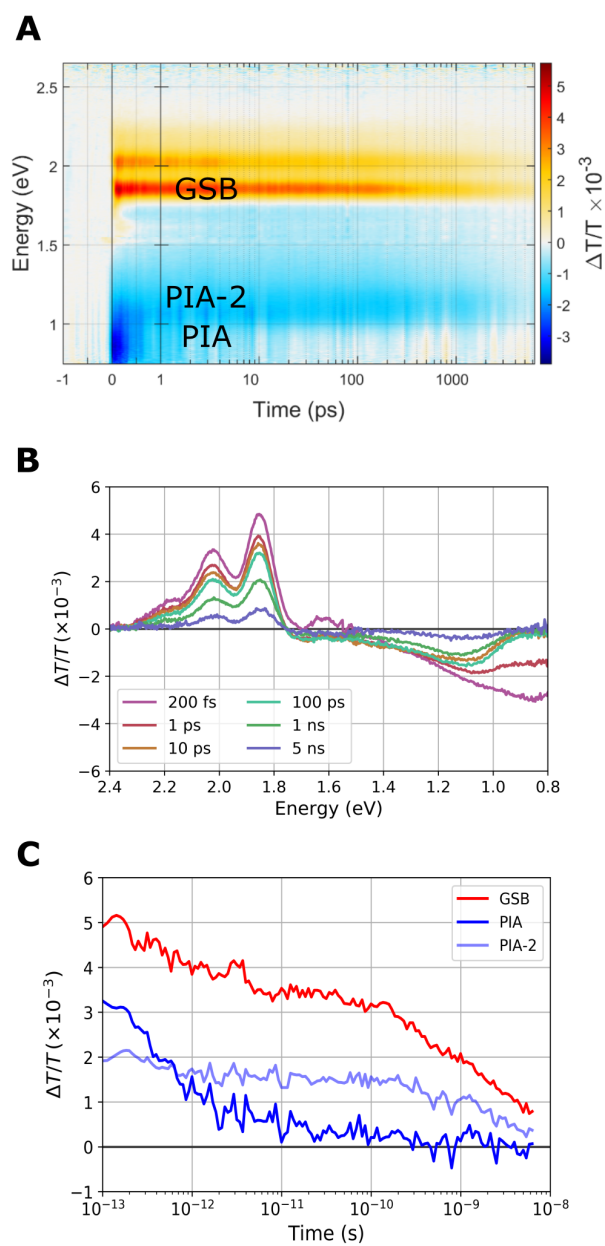 A
2.5
2
1.5
1
Energy (eV)
GSB
PIA-2
PIA
-1
0
1
10
100
1000
Time (ps)
5
4
3
2
1
0
-1
-2
-3
ΔT/T ×10⁻³
B
6
4
2
0
−2
−4
−6
ΔT/T (×10⁻³)
200 fs
1 ps
10 ps
100 ps
1 ns
5 ns
2.4 2.2 2.0 1.8 1.6 1.4 1.2 1.0 0.8
Energy (eV)
C
6
5
4
3
2
1
0
−1
ΔT/T (×10⁻³)
GSB
PIA
PIA-2
10⁻¹³ 10⁻¹² 10⁻¹¹ 10⁻¹⁰ 10⁻⁹ 10⁻⁸
Time (s)